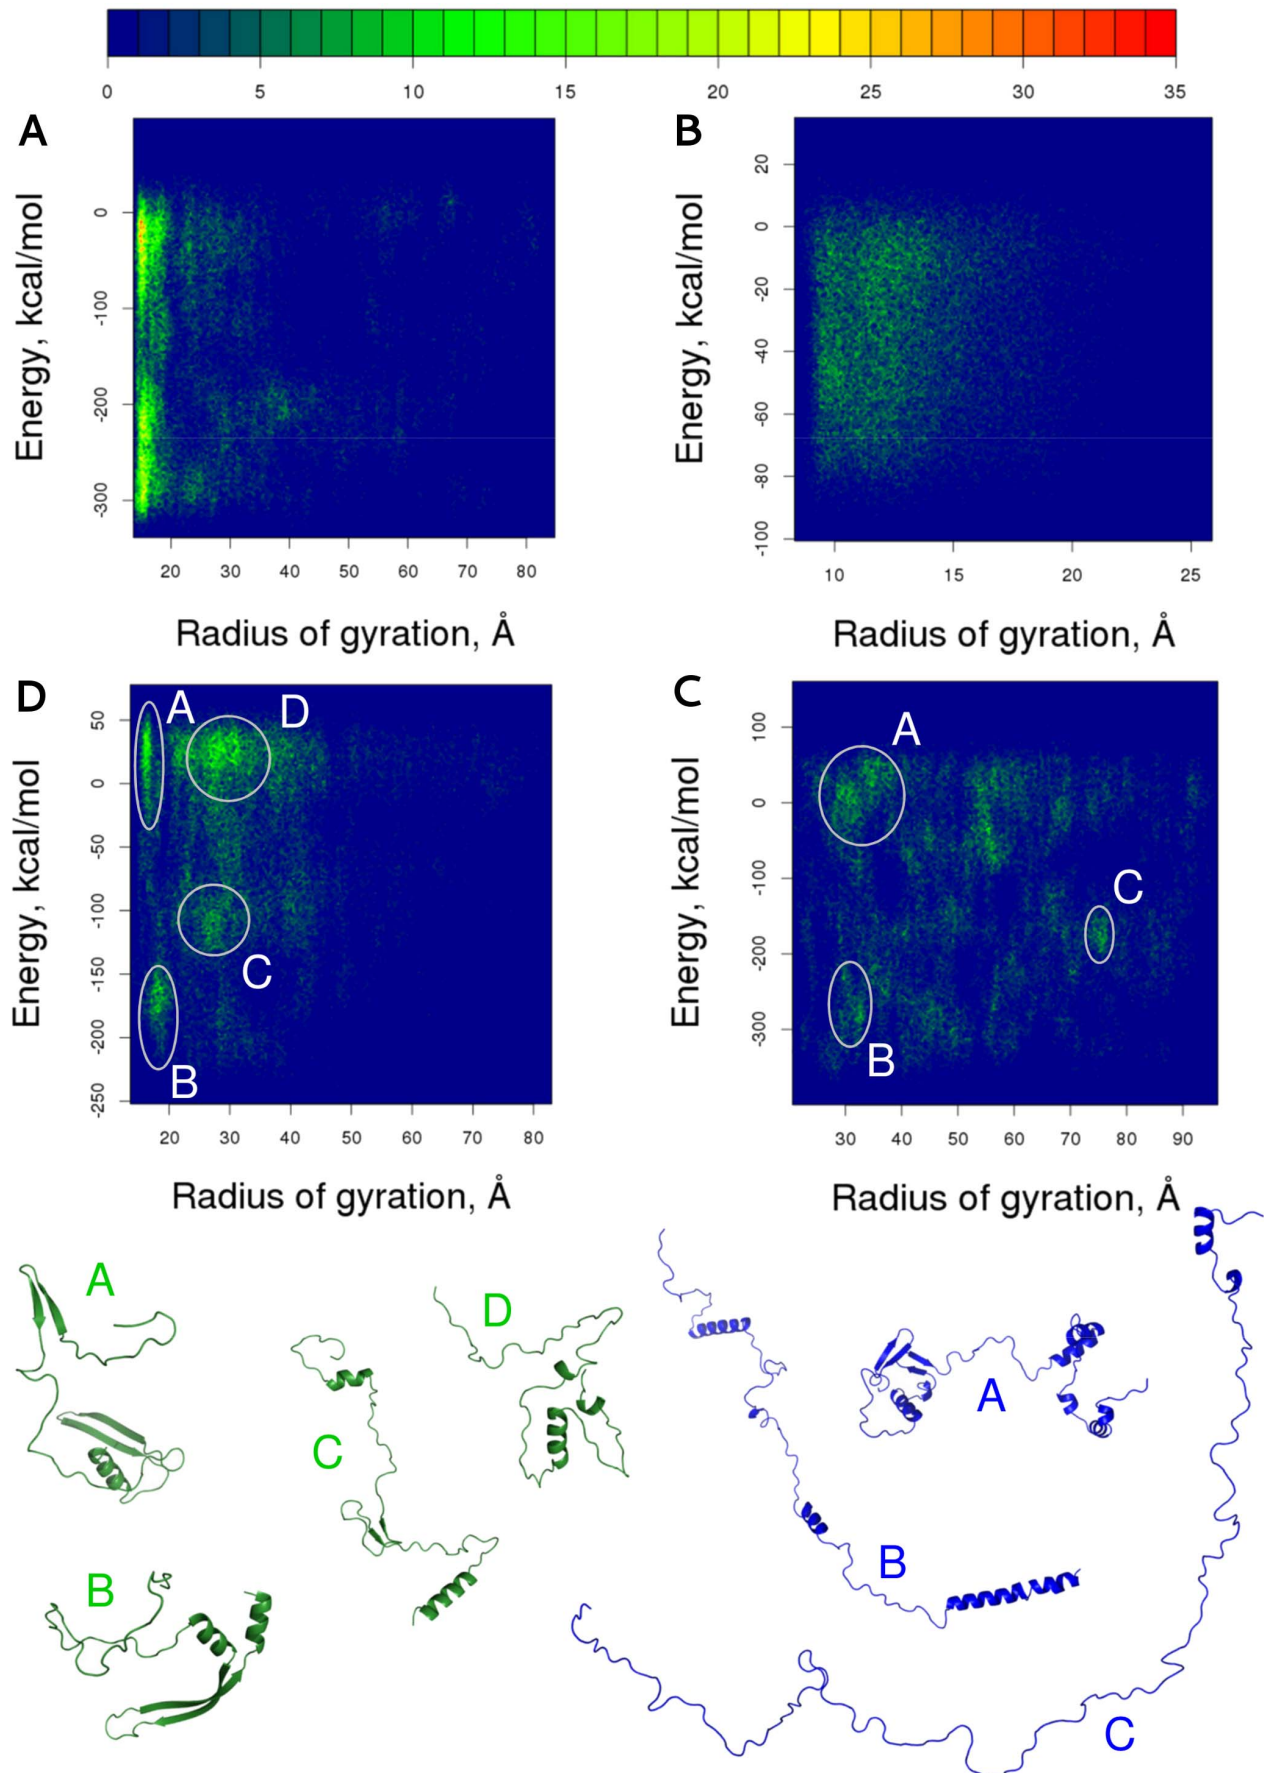 0 5 10 15 20 25 30 35
A
Energy, kcal/mol
0
-100
-200
-300
20 30 40 50 60 70 80
Radius of gyration, Å
B
Energy, kcal/mol
20
0
-20
-40
-60
-80
-100
10 15 20 25
Radius of gyration, Å
D
Energy, kcal/mol
50
0
-50
-100
-150
-200
-250
A
D
C
B
20 30 40 50 60 70 80
Radius of gyration, Å
C
Energy, kcal/mol
100
0
-100
-200
-300
A
C
B
30 40 50 60 70 80 90
Radius of gyration, Å
A
D
C
B
A
B
C